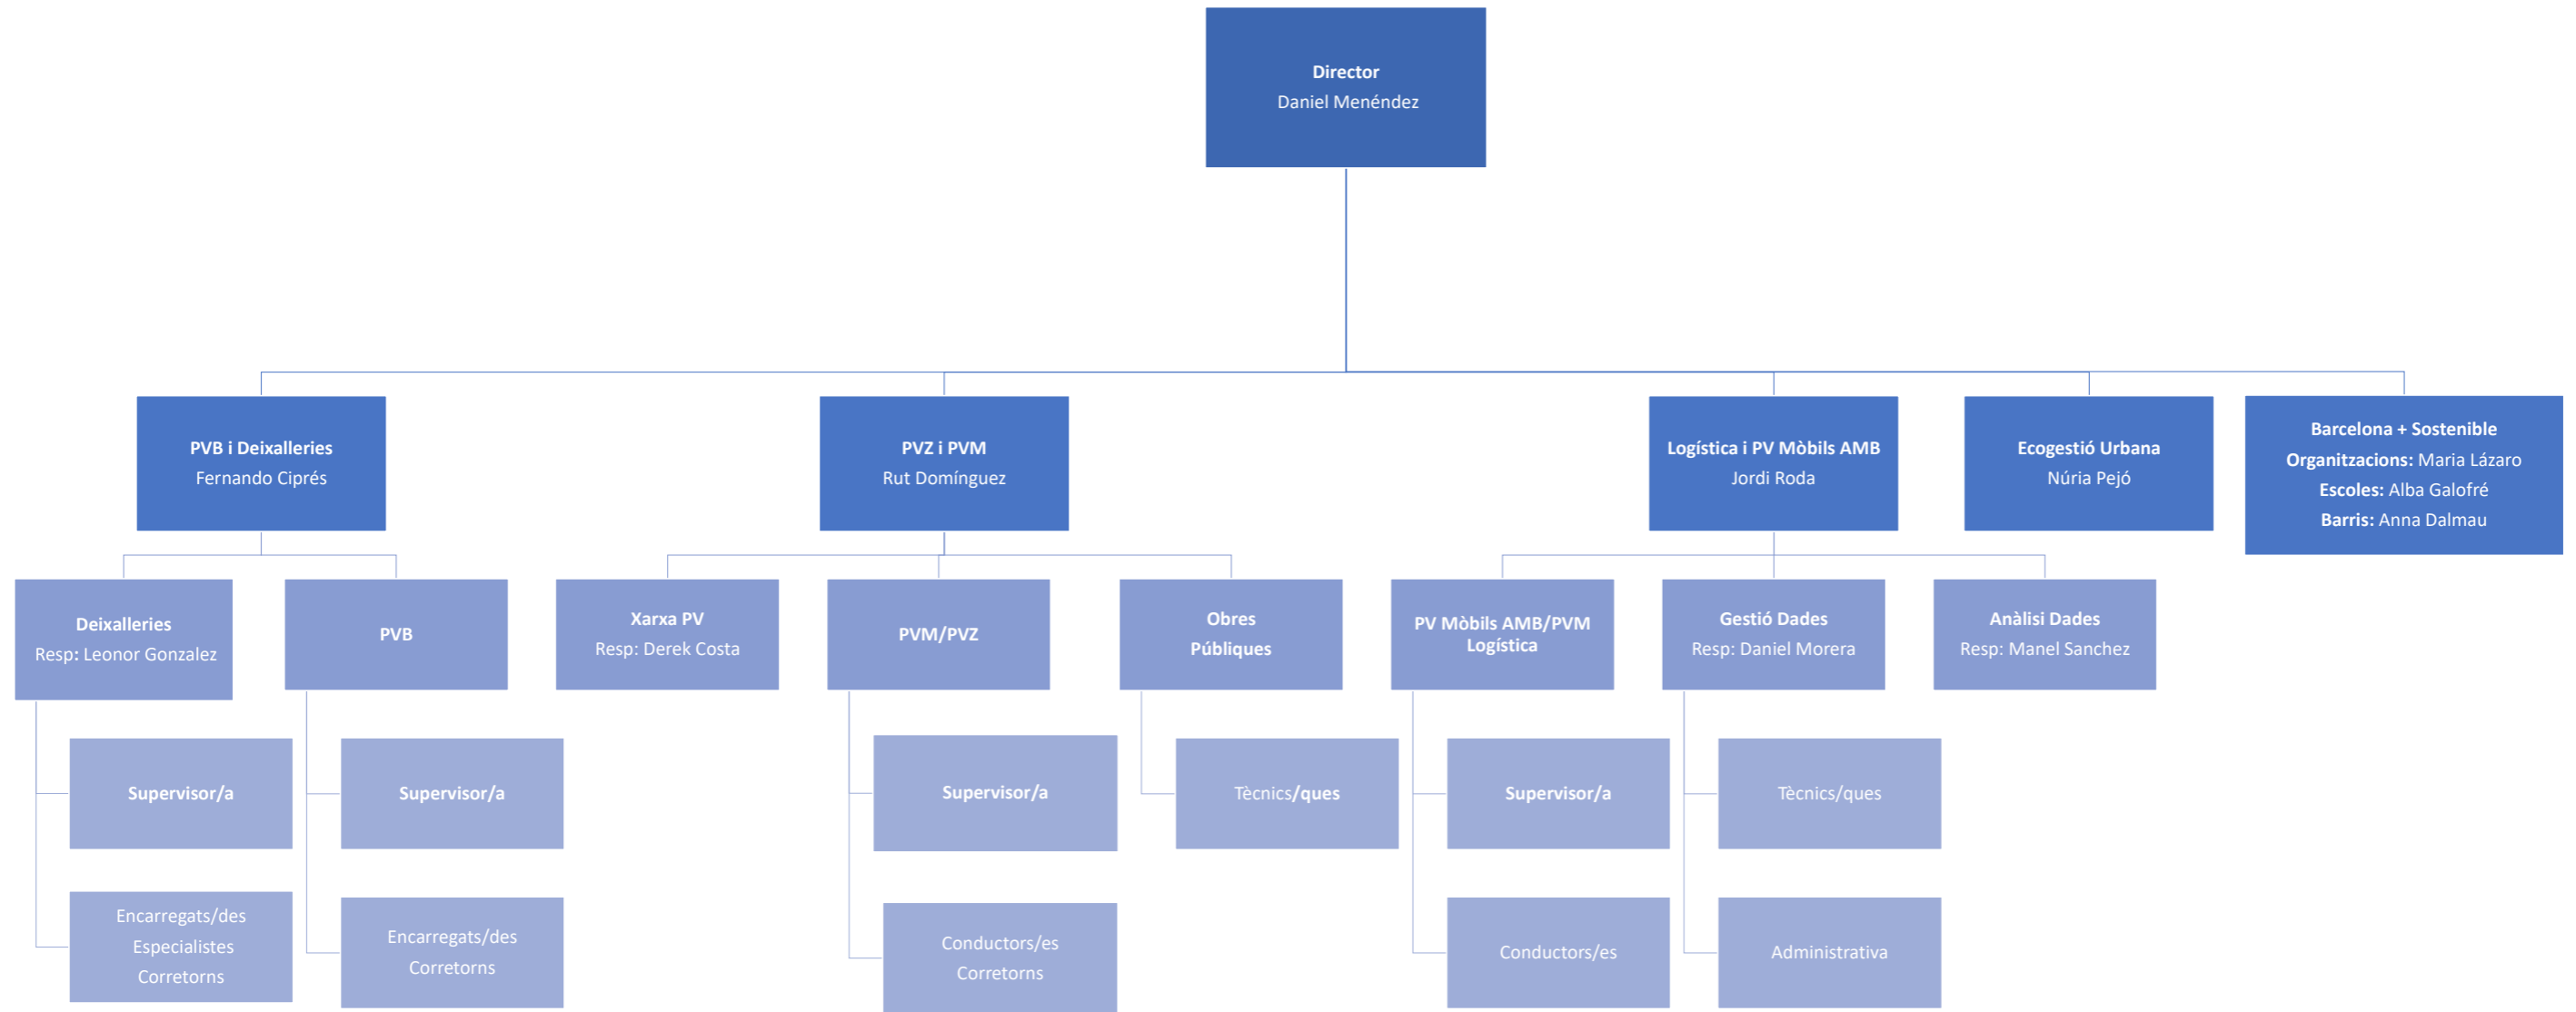 Director
Daniel Menéndez
PVB i Deixalleries
Fernando Ciprés
PVZ i PVM
Rut Domínguez
Logística i PV Mòbils AMB
Jordi Roda
Ecogestió Urbana
Núria Pejó
Barcelona + Sostenible
Organitzacions: Maria Lázaro
Escoles: Alba Galofré
Barris: Anna Dalmau
Deixalleries
Resp: Leonor Gonzalez
PVB
Xarxa PV
Resp: Derek Costa
PVM/PVZ
Obres
Públiques
PV Mòbils AMB/PVM
Logística
Gestió Dades
Resp: Daniel Morera
Anàlisi Dades
Resp: Manel Sanchez
Supervisor/a
Supervisor/a
Supervisor/a
Tècnics/ques
Supervisor/a
Tècnics/ques
Encarregats/des
Especialistes
Corretorns
Encarregats/des
Corretorns
Conductors/es
Corretorns
Conductors/es
Administrativa